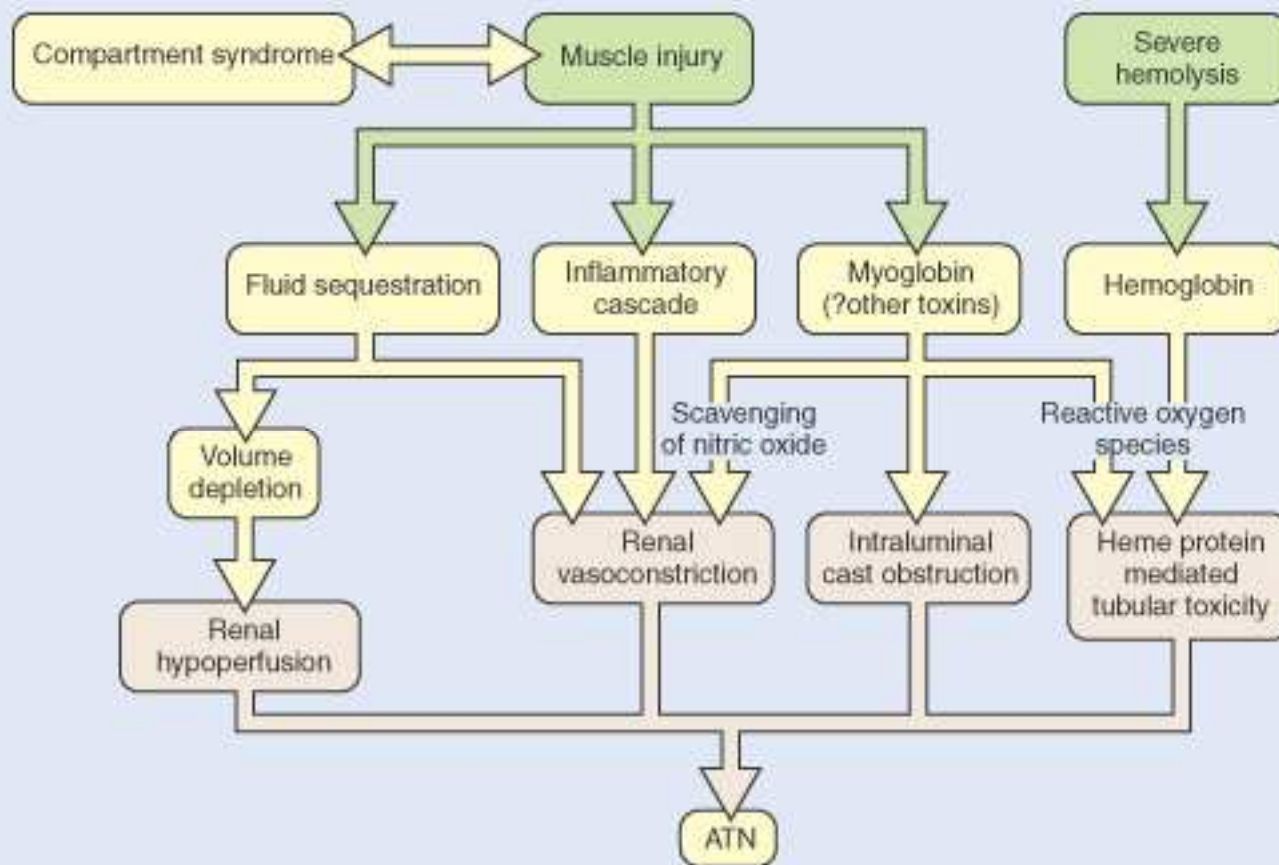 Compartment syndrome
Muscle injury
Severe
hemolysis
Fluid sequestration
Inflammatory
cascade
Myoglobin
(?other toxins)
Hemoglobin
Scavenging
of nitric oxide
Reactive oxygen
species
Volume
depletion
Renal
vasoconstriction
Intraluminal
cast obstruction
Heme protein
mediated
tubular toxicity
Renal
hypoperfusion
ATN